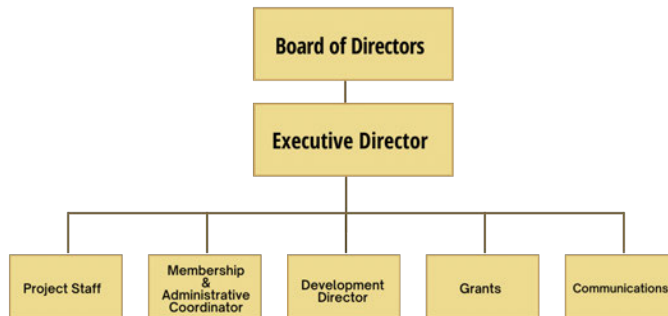 Board of Directors
Executive Director
Project Staff
Membership
&
Administrative
Coordinator
Development
Director
Grants
Communications